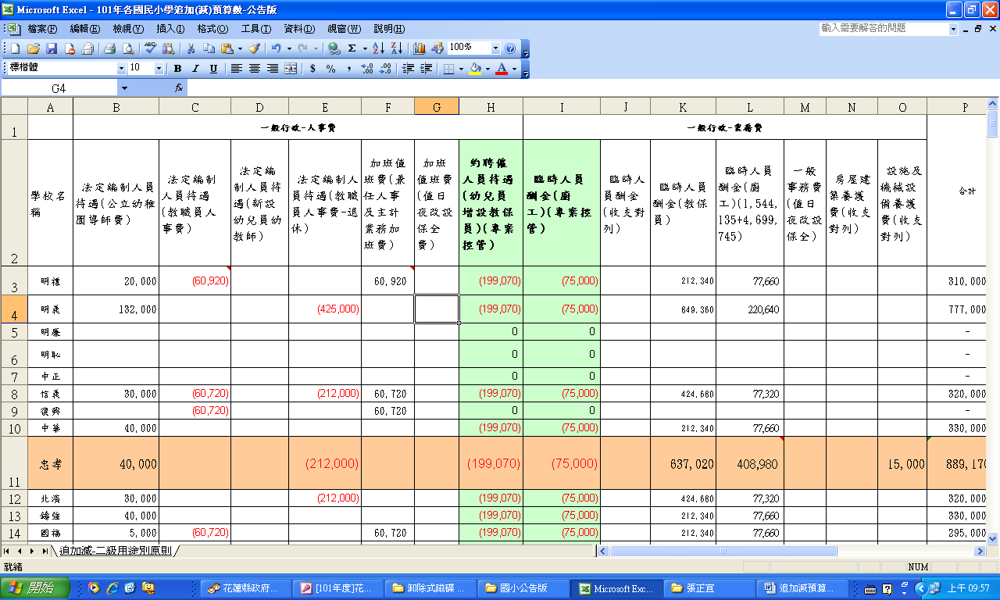 Microsoft Excel - 101年各國民小學追加(減)預算數-公告版
檔案(F) 編輯(E) 檢視(V) 插入(I) 格式(O) 工具(T) 資料(D) 視窗(W) 說明(H) 輸入需要解答的問題
100%
標楷體 10 B I U $ % ,
G4 fx
A B C D E F G H I J K L M N O P
1 一般行政-人事費 一般行政-業務費
2
學校名稱
法定編制人員待遇(公立幼稚園導師費)
法定編制人員待遇(教職員人事費)
法定編制人員待遇(新設幼兒員幼教師)
法定編制人員待遇(教職員人事費-退休)
加班值班費(兼任人事及主計業務加班費)
加班值班費(值日夜改設保全費)
約聘僱人員待遇(幼兒員增設教保員)(專案控管)
臨時人員酬金(廚工)(專案控管)
臨時人員酬金(收支對列)
臨時人員酬金(教保員)
臨時人員酬金(廚工)(1,544,135+4,699,745)
一般事務費(值日夜改設保全)
房屋建築養護費(收支對列)
設施及機械設備養護費(收支對列)
合計
3 明禮 20,000 (60,920) 60,920 (199,070) (75,000) 212,340 77,660 310,000
4 明義 132,000 (425,000) (199,070) (75,000) 649,360 220,640 777,000
5 明廉 0 0 -
6 明恥 0 0 -
7 中正 0 0 -
8 信義 30,000 (60,720) (212,000) 60,720 (199,070) (75,000) 424,680 77,320 320,000
9 復興 (60,720) 60,720 0 0 -
10 中華 40,000 (199,070) (75,000) 212,340 77,660 330,000
11 忠孝 40,000 (212,000) (199,070) (75,000) 637,020 408,980 15,000 889,170
12 北濱 30,000 (212,000) (199,070) (75,000) 424,680 77,320 320,000
13 鑄強 40,000 (199,070) (75,000) 212,340 77,660 330,000
14 國福 5,000 (60,720) 60,720 (199,070) (75,000) 212,340 77,660 295,000
追加減-二級用途別原則
就緒 NUM
開始 花蓮縣政府... [101年度]花... 卸除式磁碟 ... 國小公告版 Microsoft Exc... 張正宜 追加減預算... 上午 09:57